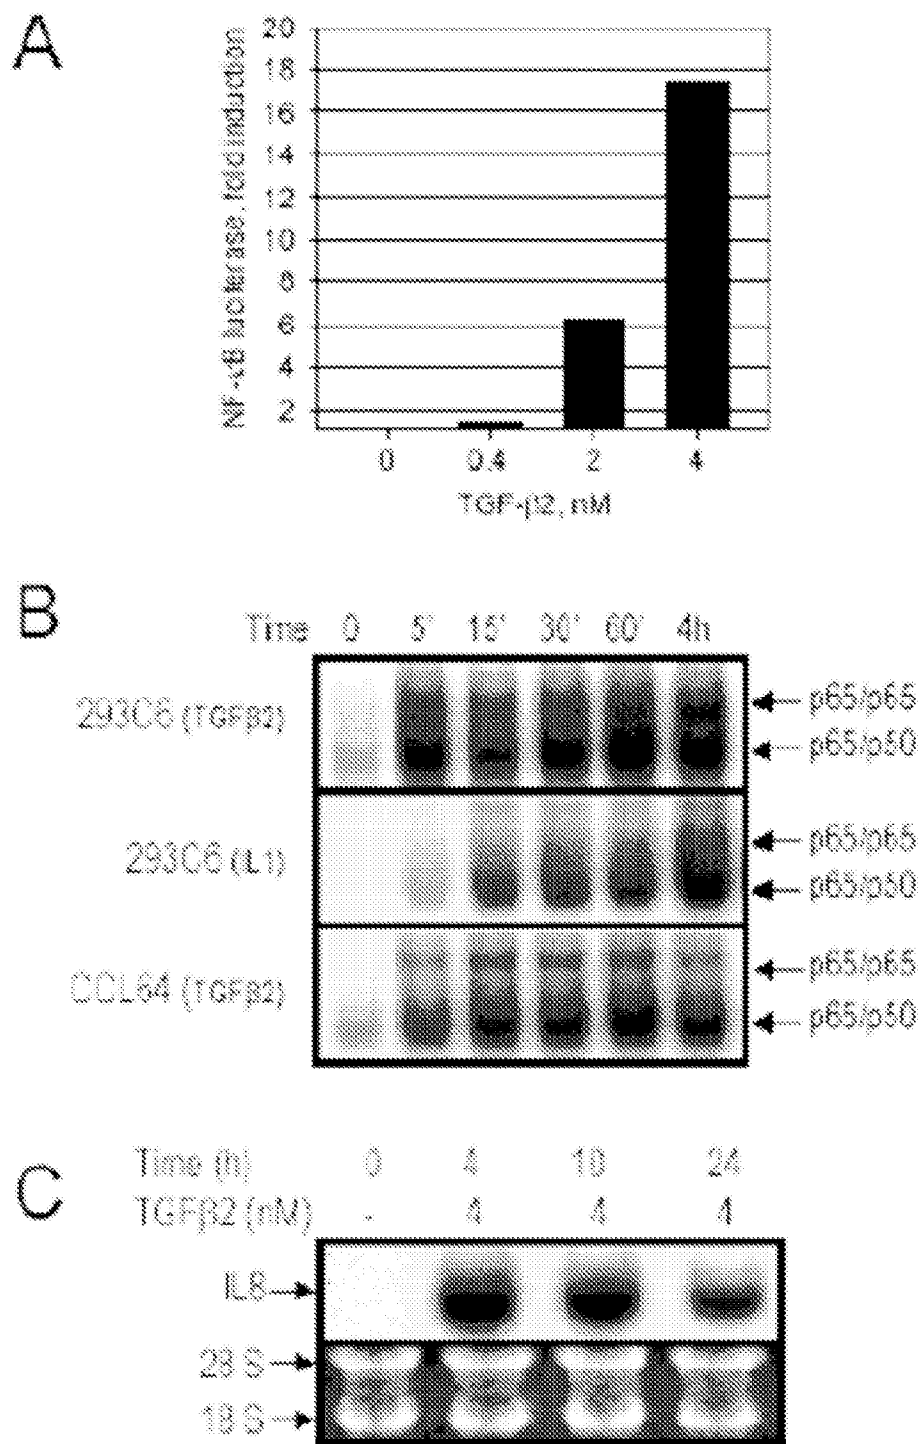 A
NF-κB luciferase, fold induction
20
18
16
14
12
10
8
6
4
2
0 0.4 2 4
TGF-β2, nM
B
Time 0 5' 15' 30' 60' 4h
293C6 (TGFβ2)
p65/p65
p65/p50
293C6 (IL1)
p65/p65
p65/p50
CCL64 (TGFβ2)
p65/p65
p65/p50
C
Time (h) 0 4 24
TGFβ2 (nM) - 4 4 4
IL8
28 S
18 S